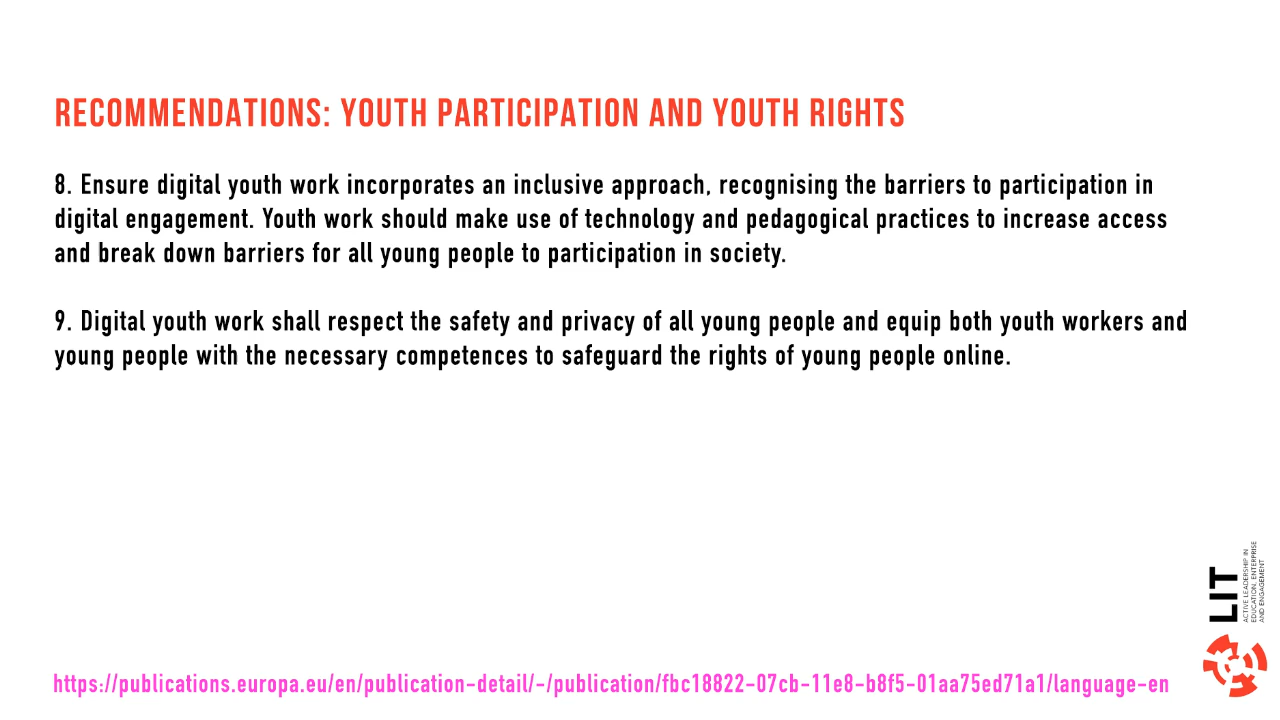 RECOMMENDATIONS: YOUTH PARTICIPATION AND YOUTH RIGHTS
8. Ensure digital youth work incorporates an inclusive approach, recognising the barriers to participation in
digital engagement. Youth work should make use of technology and pedagogical practices to increase access
and break down barriers for all young people to participation in society.
9. Digital youth work shall respect the safety and privacy of all young people and equip both youth workers and
young people with the necessary competences to safeguard the rights of young people online.
LIT
ACTIVE LEADERSHIP IN
EDUCATION, ENTERPRISE
AND ENGAGEMENT
https://publications.europa.eu/en/publication-detail/-/publication/fbc18822-07cb-11e8-b8f5-01aa75ed71a1/language-en